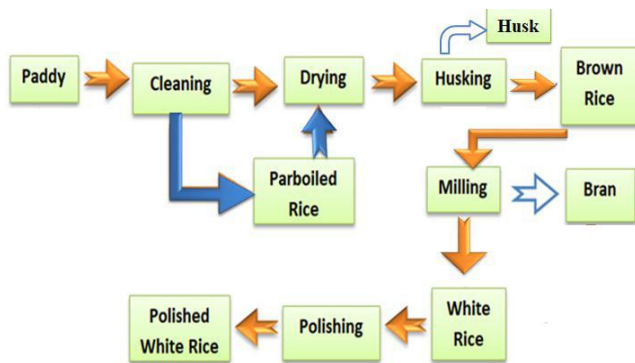 Husk
Paddy
Cleaning
Drying
Husking
Brown
Rice
Parboiled
Rice
Milling
Bran
Polished
White Rice
Polishing
White
Rice